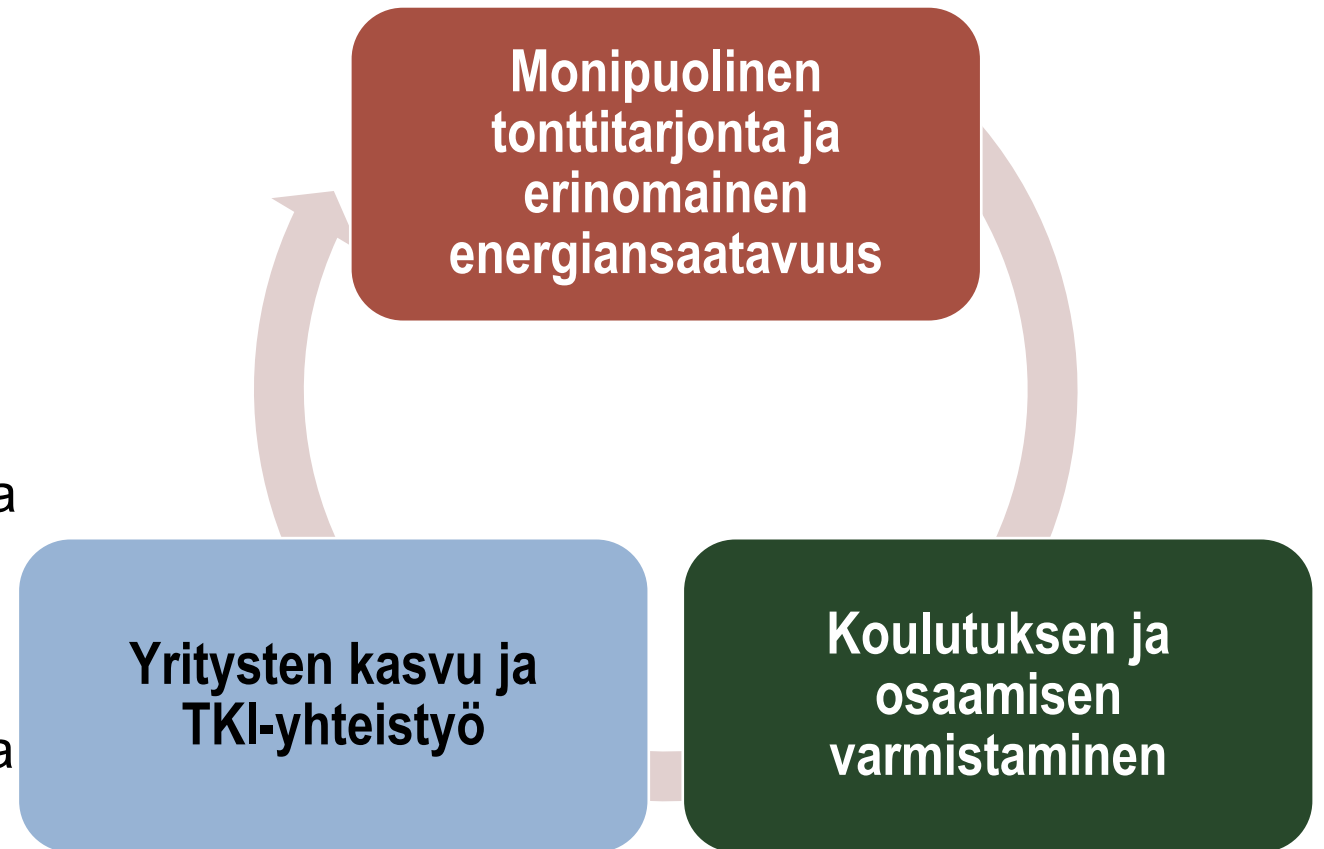 Monipuolinen
tonttitarjonta ja
erinomainen
energiansaatavuus
a
Yritysten kasvu ja
TKI-yhteistyö
a
Koulutuksen ja
osaamisen
varmistaminen